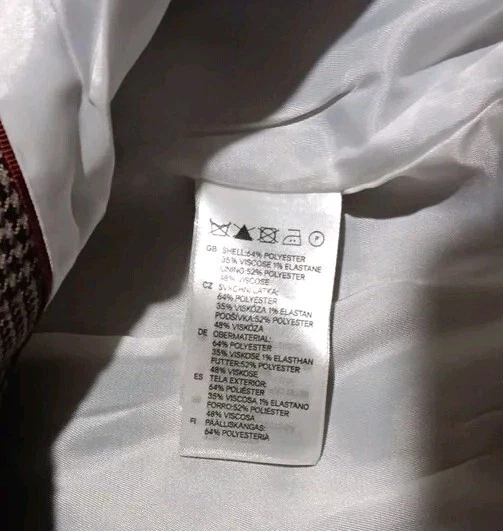 GB SHELL:64% POLYESTER
35% VISCOSE 1% ELASTANE
LINING:52% POLYESTER
48% VISCOSE
CZ SVRCHNÍ LÁTKA:
64% POLYESTER
35% VISKÓZA 1% ELASTAN
PODŠÍVKA:52% POLYESTER
48% VISKÓZA
DE OBERMATERIAL:
64% POLYESTER
35% VISKOSE 1% ELASTHAN
FUTTER:52% POLYESTER
48% VISKOSE
ES TELA EXTERIOR:
64% POLIÉSTER
35% VISCOSA 1% ELASTANO
FORRO:52% POLIÉSTER
48% VISCOSA
FI PÄÄLLIKANGAS:
64% POLYESTERIA